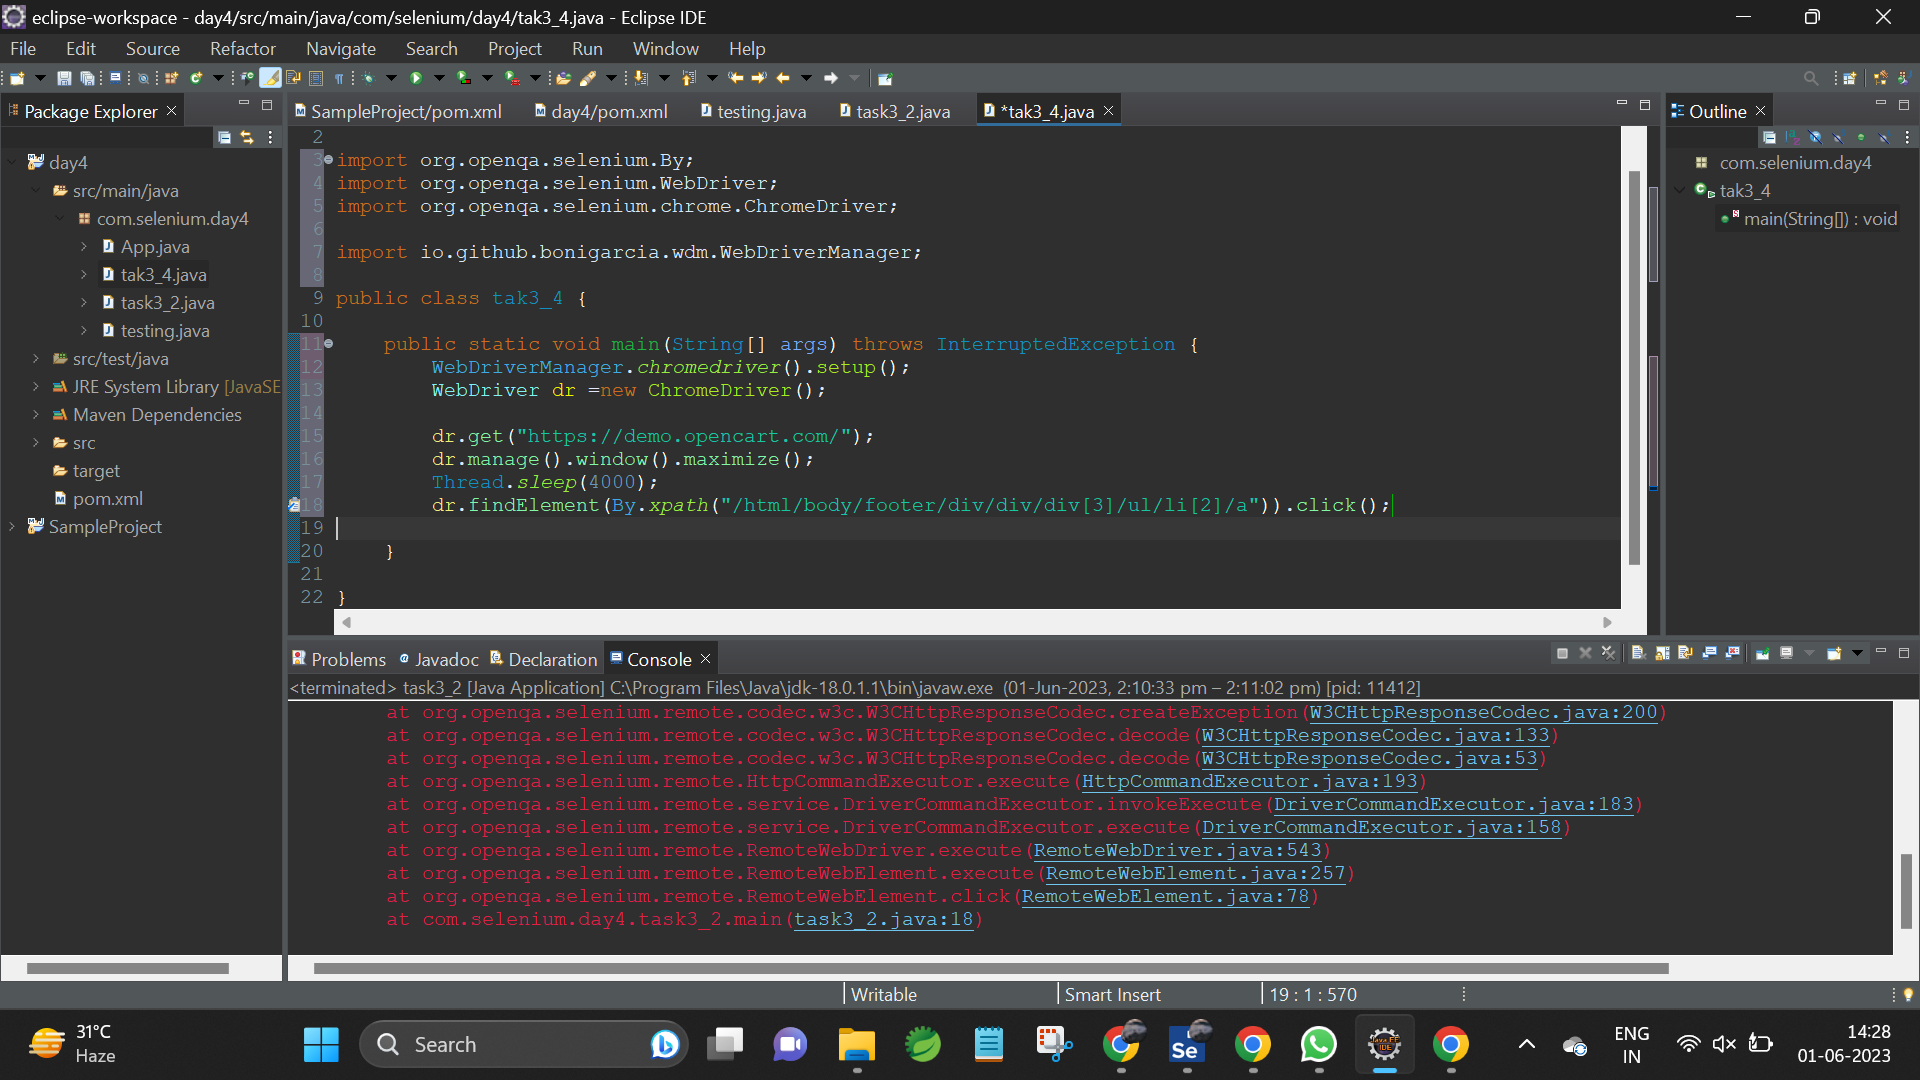 eclipse-workspace - day4/src/main/java/com/selenium/day4/tak3_4.java - Eclipse IDE
File Edit Source Refactor Navigate Search Project Run Window Help
Package Explorer
SampleProject/pom.xml
day4/pom.xml
testing.java
task3_2.java
*tak3_4.java
Outline
day4
src/main/java
com.selenium.day4
App.java
tak3_4.java
task3_2.java
testing.java
src/test/java
JRE System Library [JavaSE
Maven Dependencies
src
target
pom.xml
SampleProject
2
3 import org.openqa.selenium.By;
4 import org.openqa.selenium.WebDriver;
5 import org.openqa.selenium.chrome.ChromeDriver;
6
7 import io.github.bonigarcia.wdm.WebDriverManager;
8
9 public class tak3_4 {
10
11 public static void main(String[] args) throws InterruptedException {
12 WebDriverManager.chromedriver().setup();
13 WebDriver dr =new ChromeDriver();
14
15 dr.get("https://demo.opencart.com/");
16 dr.manage().window().maximize();
17 Thread.sleep(4000);
18 dr.findElement(By.xpath("/html/body/footer/div/div/div[3]/ul/li[2]/a")).click();
19
20 }
21
22 }
com.selenium.day4
tak3_4
main(String[]) : void
Problems Javadoc Declaration Console
<terminated> task3_2 [Java Application] C:\Program Files\Java\jdk-18.0.1.1\bin\javaw.exe (01-Jun-2023, 2:10:33 pm – 2:11:02 pm) [pid: 11412]
at org.openqa.selenium.remote.codec.w3c.W3CHttpResponseCodec.createException(W3CHttpResponseCodec.java:200)
at org.openqa.selenium.remote.codec.w3c.W3CHttpResponseCodec.decode(W3CHttpResponseCodec.java:133)
at org.openqa.selenium.remote.codec.w3c.W3CHttpResponseCodec.decode(W3CHttpResponseCodec.java:53)
at org.openqa.selenium.remote.HttpCommandExecutor.execute(HttpCommandExecutor.java:193)
at org.openqa.selenium.remote.service.DriverCommandExecutor.invokeExecute(DriverCommandExecutor.java:183)
at org.openqa.selenium.remote.service.DriverCommandExecutor.execute(DriverCommandExecutor.java:158)
at org.openqa.selenium.remote.RemoteWebDriver.execute(RemoteWebDriver.java:543)
at org.openqa.selenium.remote.RemoteWebElement.execute(RemoteWebElement.java:257)
at org.openqa.selenium.remote.RemoteWebElement.click(RemoteWebElement.java:78)
at com.selenium.day4.task3_2.main(task3_2.java:18)
Writable
Smart Insert
19 : 1 : 570
31°C
Haze
Search
Se
ENG
IN
14:28
01-06-2023